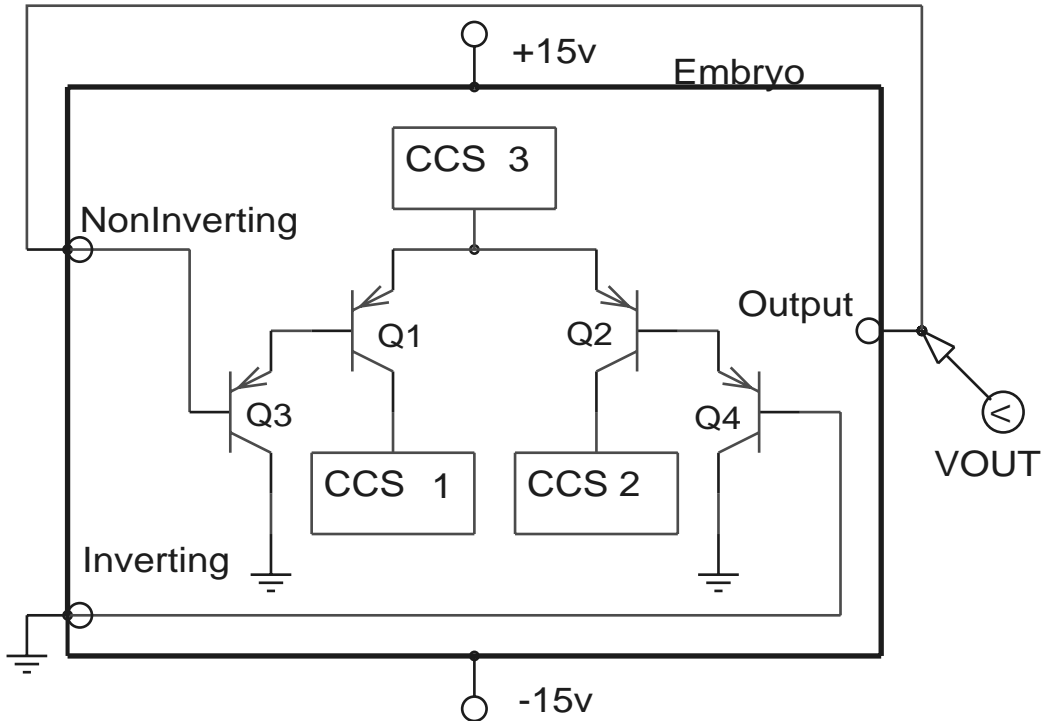 +15v
Embryo
CCS 3
NonInverting
Output
Q1
Q2
Q3
Q4
V
VOUT
CCS 1
CCS 2
Inverting
-15v